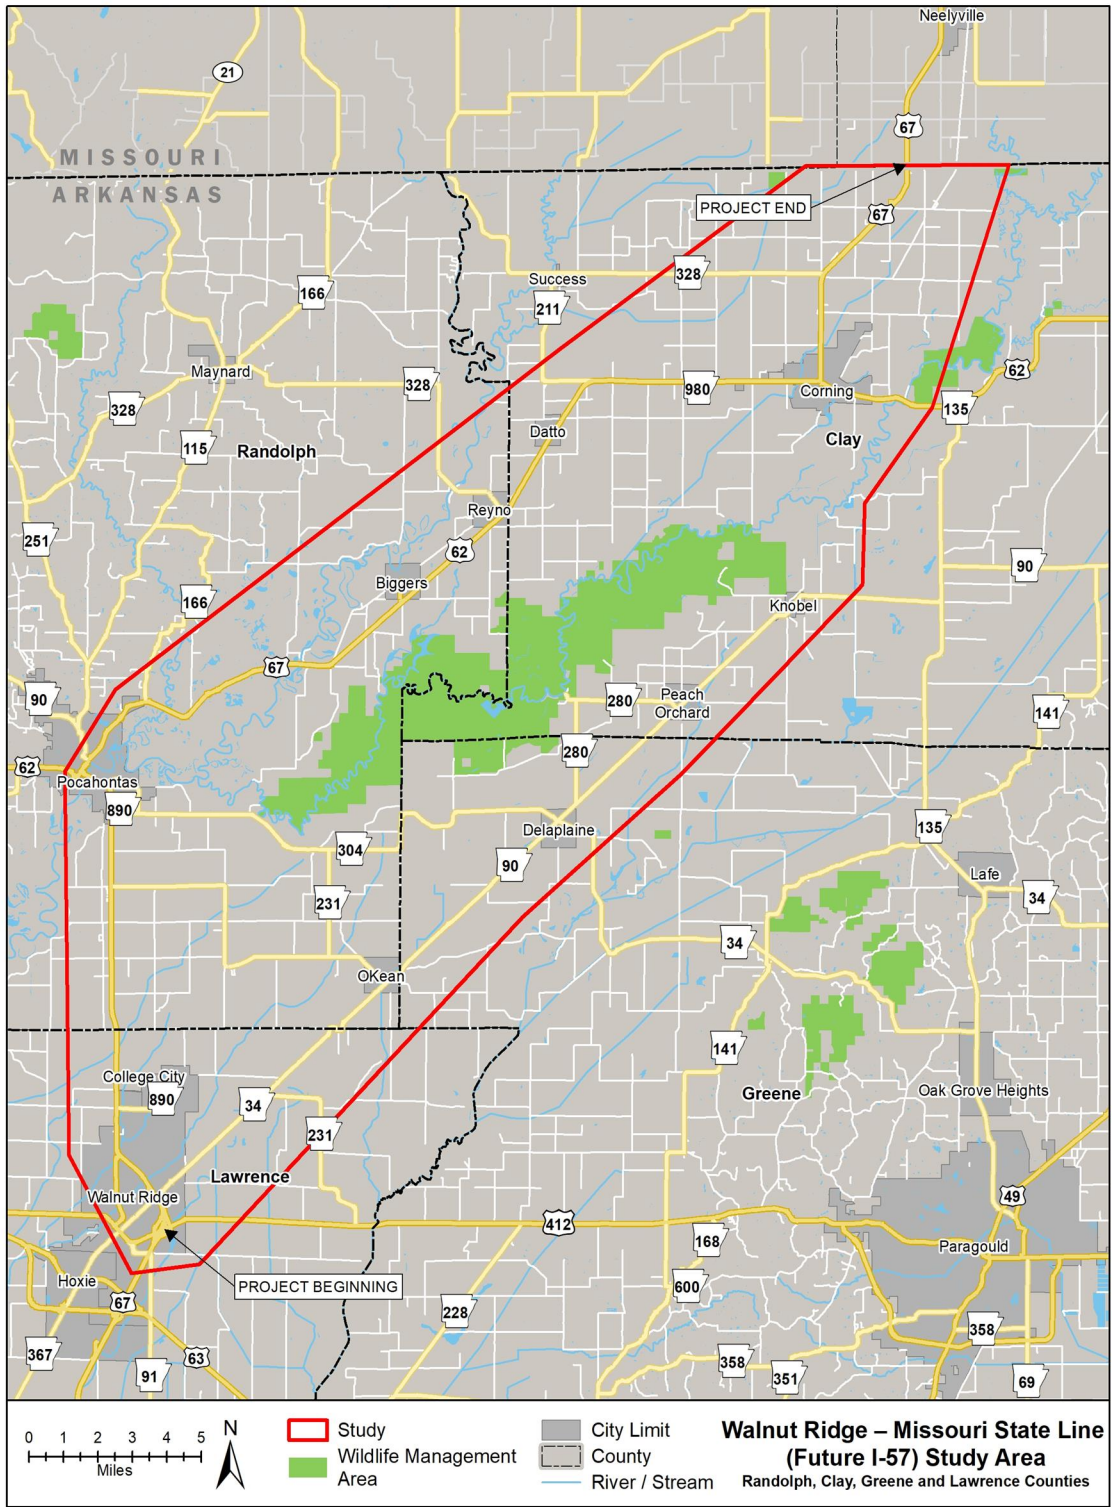 Neelyville
21
67
MISSOURI
ARKANSAS
PROJECT END
67
328
Success
166
211
Maynard
62
328
980
Corning
328
135
Datto
Clay
115
Randolph
Reyno
251
62
90
Biggers
166
Knobel
67
90
280
Peach
Orchard
141
280
62
Pocahontas
890
135
Delaplaine
304
90
Lafe
231
34
34
OKean
141
College City
890
34
Greene
Oak Grove Heights
231
Lawrence
Walnut Ridge
49
412
168
Paragould
Hoxie
PROJECT BEGINNING
600
67
228
358
367
63
358
91
351
69
0 1 2 3 4 5
Miles
N
Study
Wildlife Management
Area
City Limit
County
River / Stream
Walnut Ridge – Missouri State Line
(Future I-57) Study Area
Randolph, Clay, Greene and Lawrence Counties